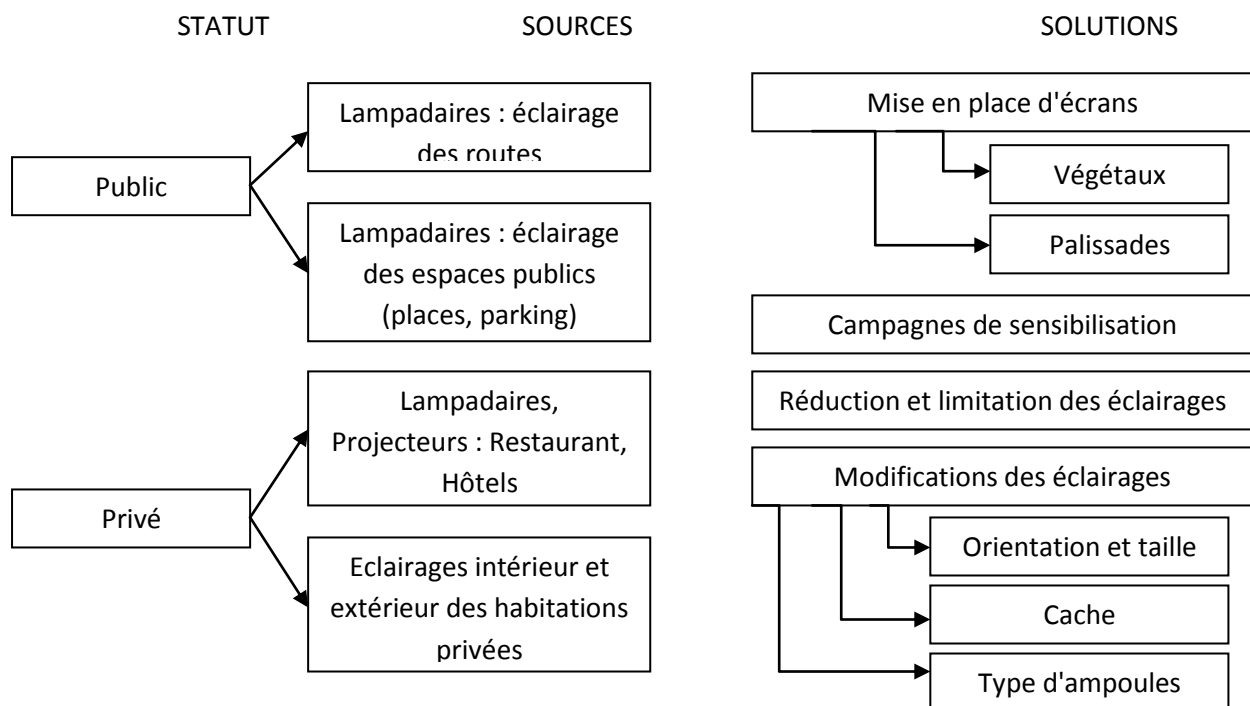 STATUT
SOURCES
SOLUTIONS
Public
Lampadaires : éclairage
des routes
Lampadaires : éclairage
des espaces publics
(places, parking)
Privé
Lampadaires,
Projecteurs : Restaurant,
Hôtels
Eclairages intérieur et
extérieur des habitations
privées
Mise en place d'écrans
Végétaux
Palissades
Campagnes de sensibilisation
Réduction et limitation des éclairages
Modifications des éclairages
Orientation et taille
Cache
Type d'ampoules